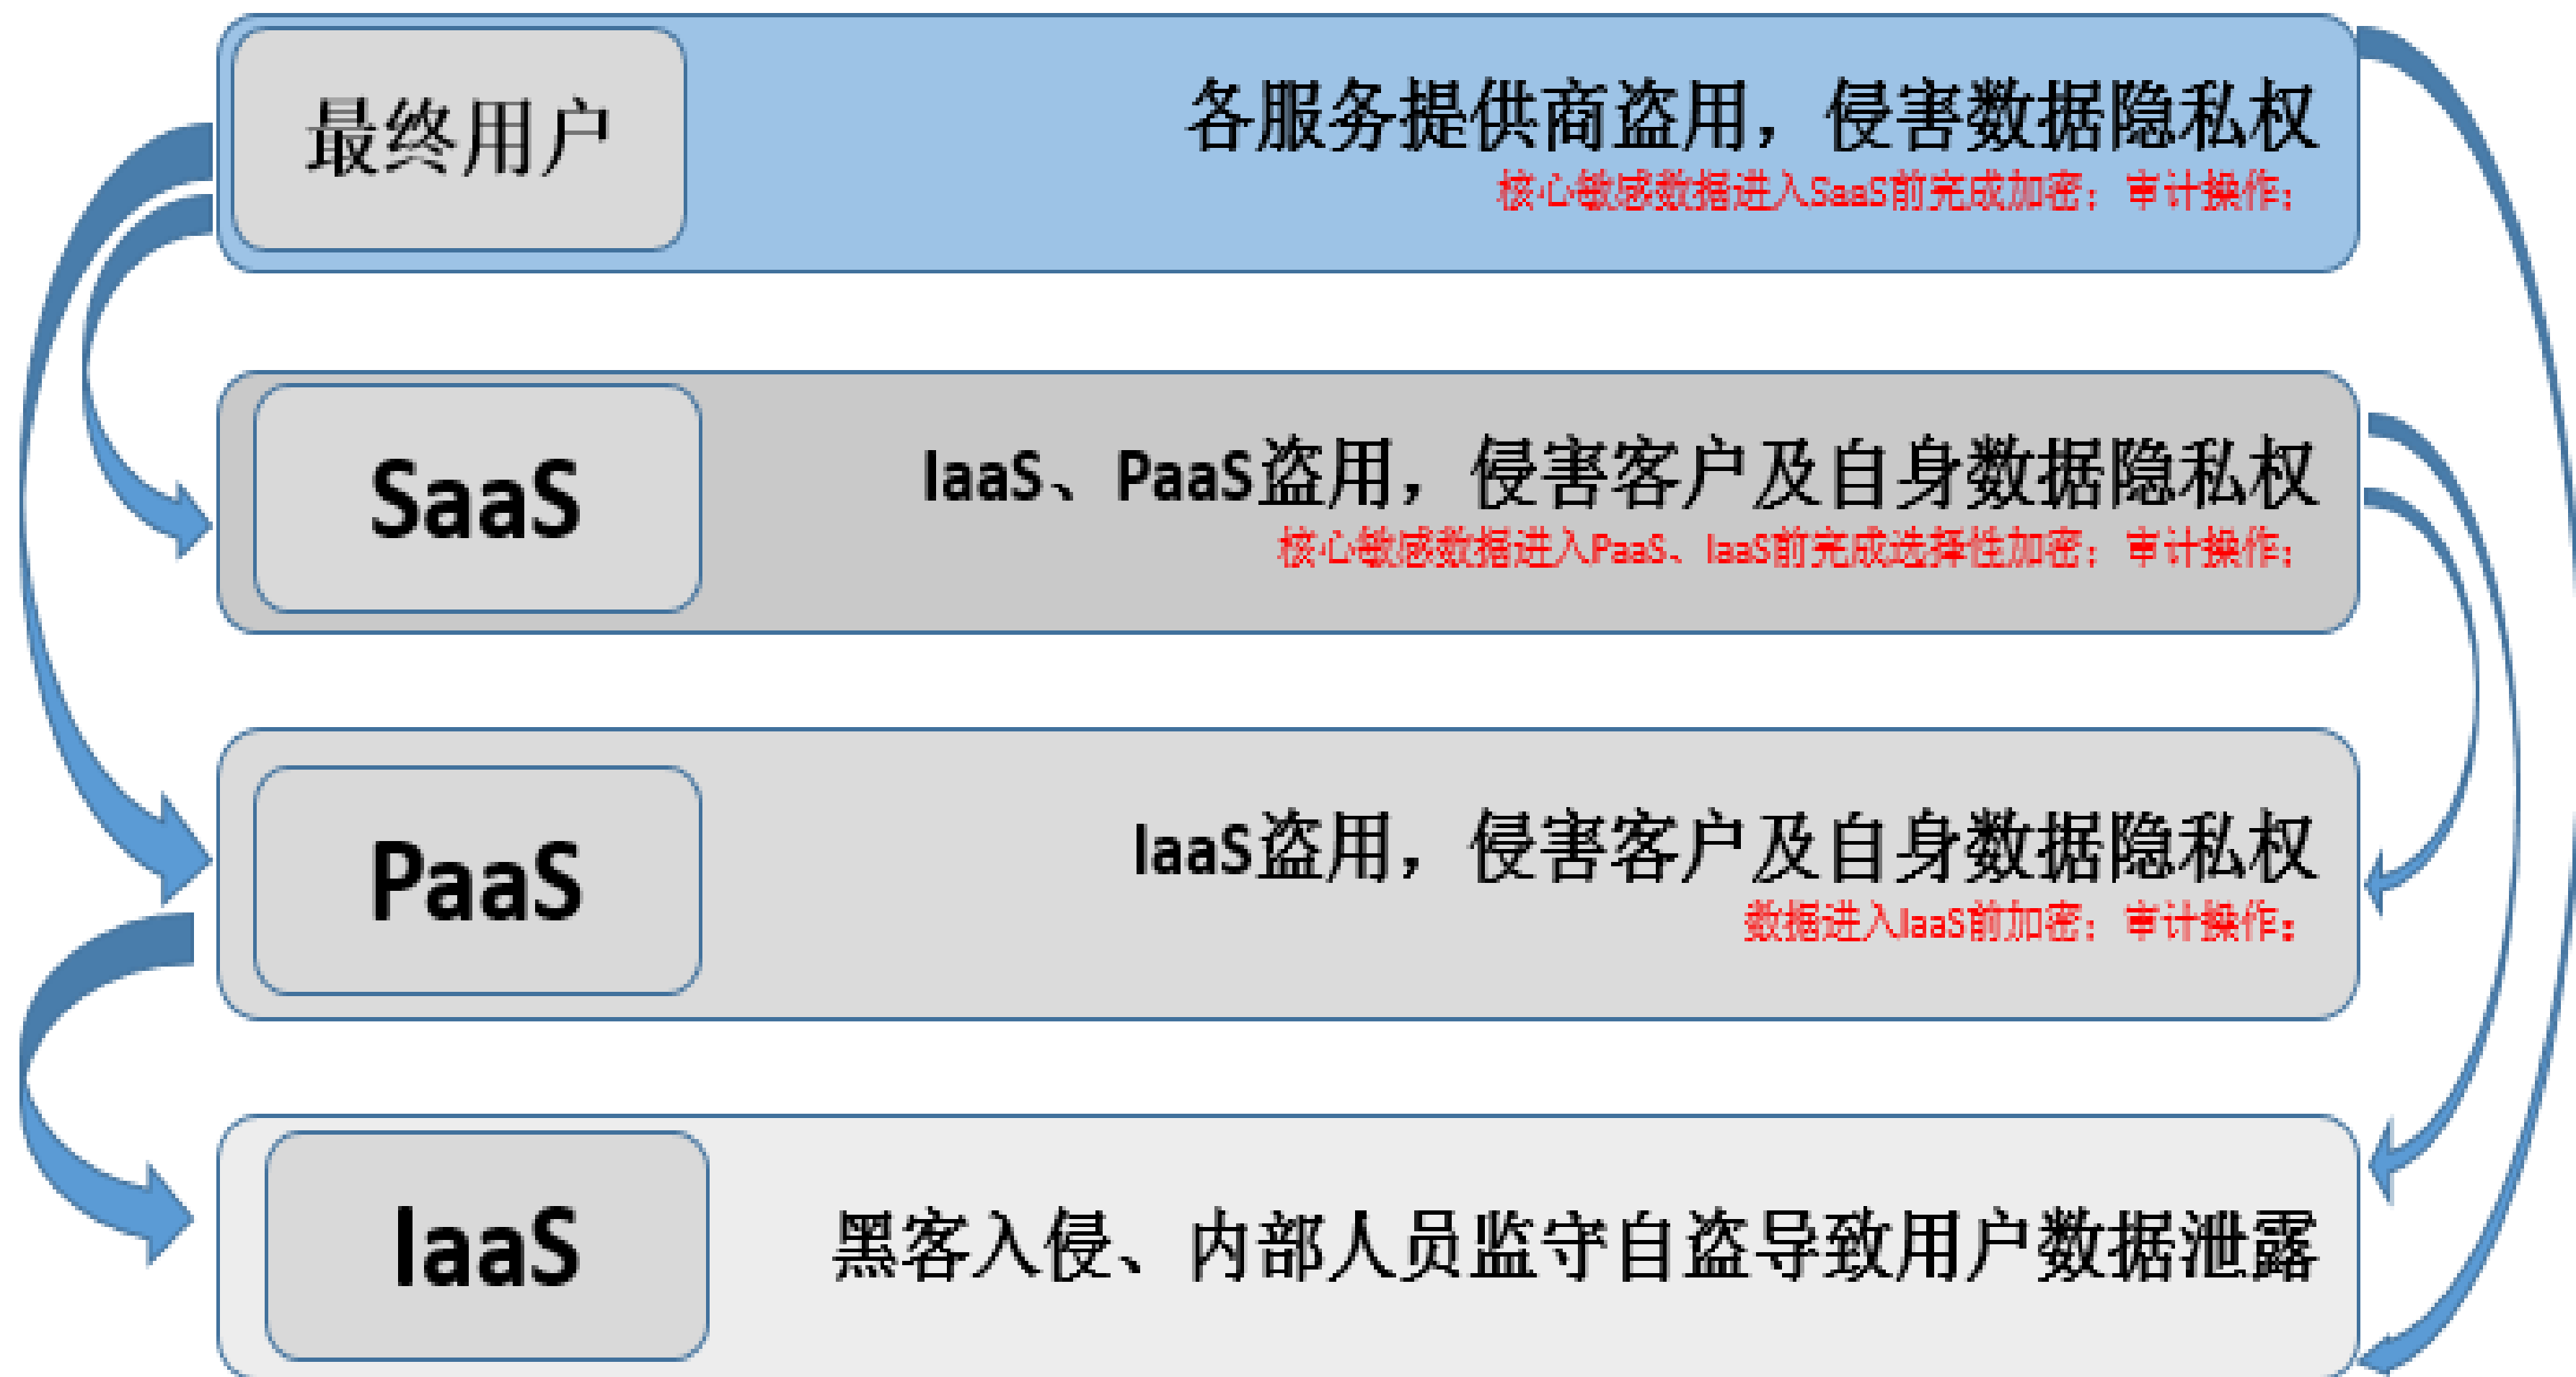 最终用户
各服务提供商盗用，侵害数据隐私权
核心敏感数据进入SaaS前完成加密；审计操作；
SaaS
IaaS、PaaS盗用，侵害客户及自身数据隐私权
核心敏感数据进入PaaS、IaaS前完成选择性加密；审计操作；
PaaS
IaaS盗用，侵害客户及自身数据隐私权
数据进入IaaS前加密；审计操作；
IaaS
黑客入侵、内部人员监守自盗导致用户数据泄露